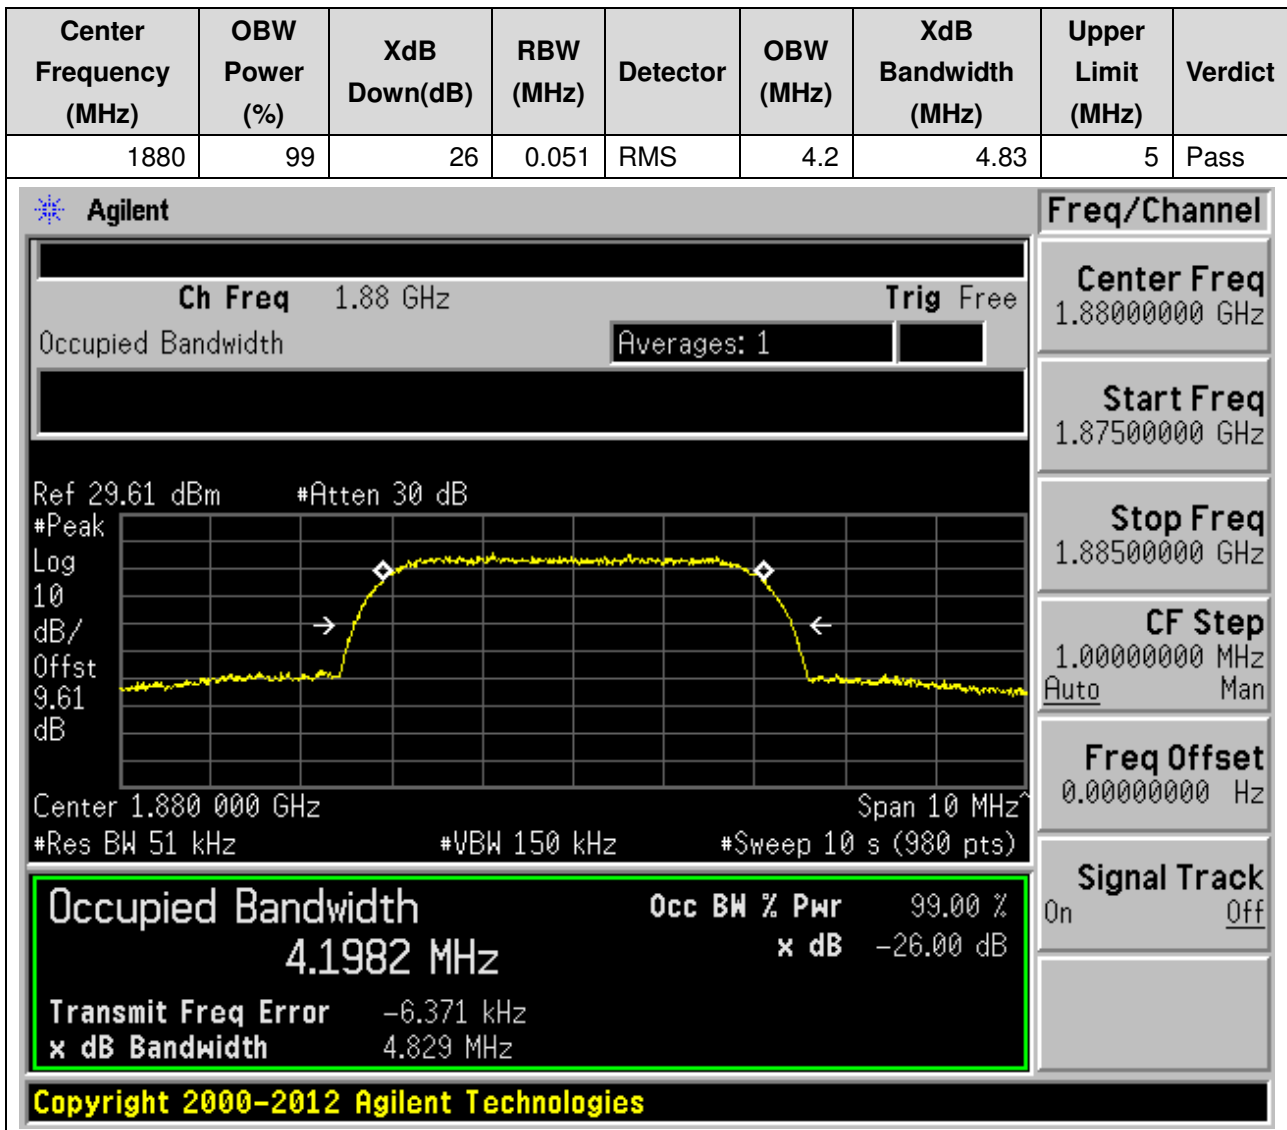 Center Frequency (MHz) OBW Power (%) XdB Down(dB) RBW (MHz) Detector OBW (MHz) XdB Bandwidth (MHz) Upper Limit (MHz) Verdict
1880 99 26 0.051 RMS 4.2 4.83 5 Pass
Agilent
Freq/Channel
Ch Freq 1.88 GHz Trig Free
Occupied Bandwidth Averages: 1
Center Freq
1.88000000 GHz
Start Freq
1.87500000 GHz
Stop Freq
1.88500000 GHz
CF Step
1.00000000 MHz
Auto Man
Freq Offset
0.00000000 Hz
Signal Track
On Off
Ref 29.61 dBm #Atten 30 dB
#Peak
Log
10
dB/
Offst
9.61
dB
Center 1.880 000 GHz Span 10 MHz^
#Res BW 51 kHz #VBW 150 kHz #Sweep 10 s (980 pts)
Occupied Bandwidth Occ BW % Pwr 99.00 %
4.1982 MHz x dB -26.00 dB
Transmit Freq Error -6.371 kHz
x dB Bandwidth 4.829 MHz
Copyright 2000-2012 Agilent Technologies